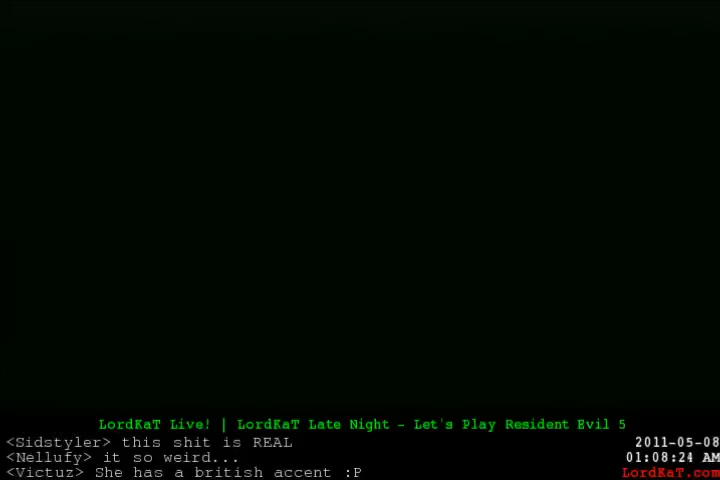 LordKaT Live! | LordKaT Late Night - Let's Play Resident Evil 5
<Sidstyler> this shit is REAL
2011-05-08
<Nellufy> it so weird...
01:08:24 AM
<Victuz> She has a british accent :P
LordKaT.com